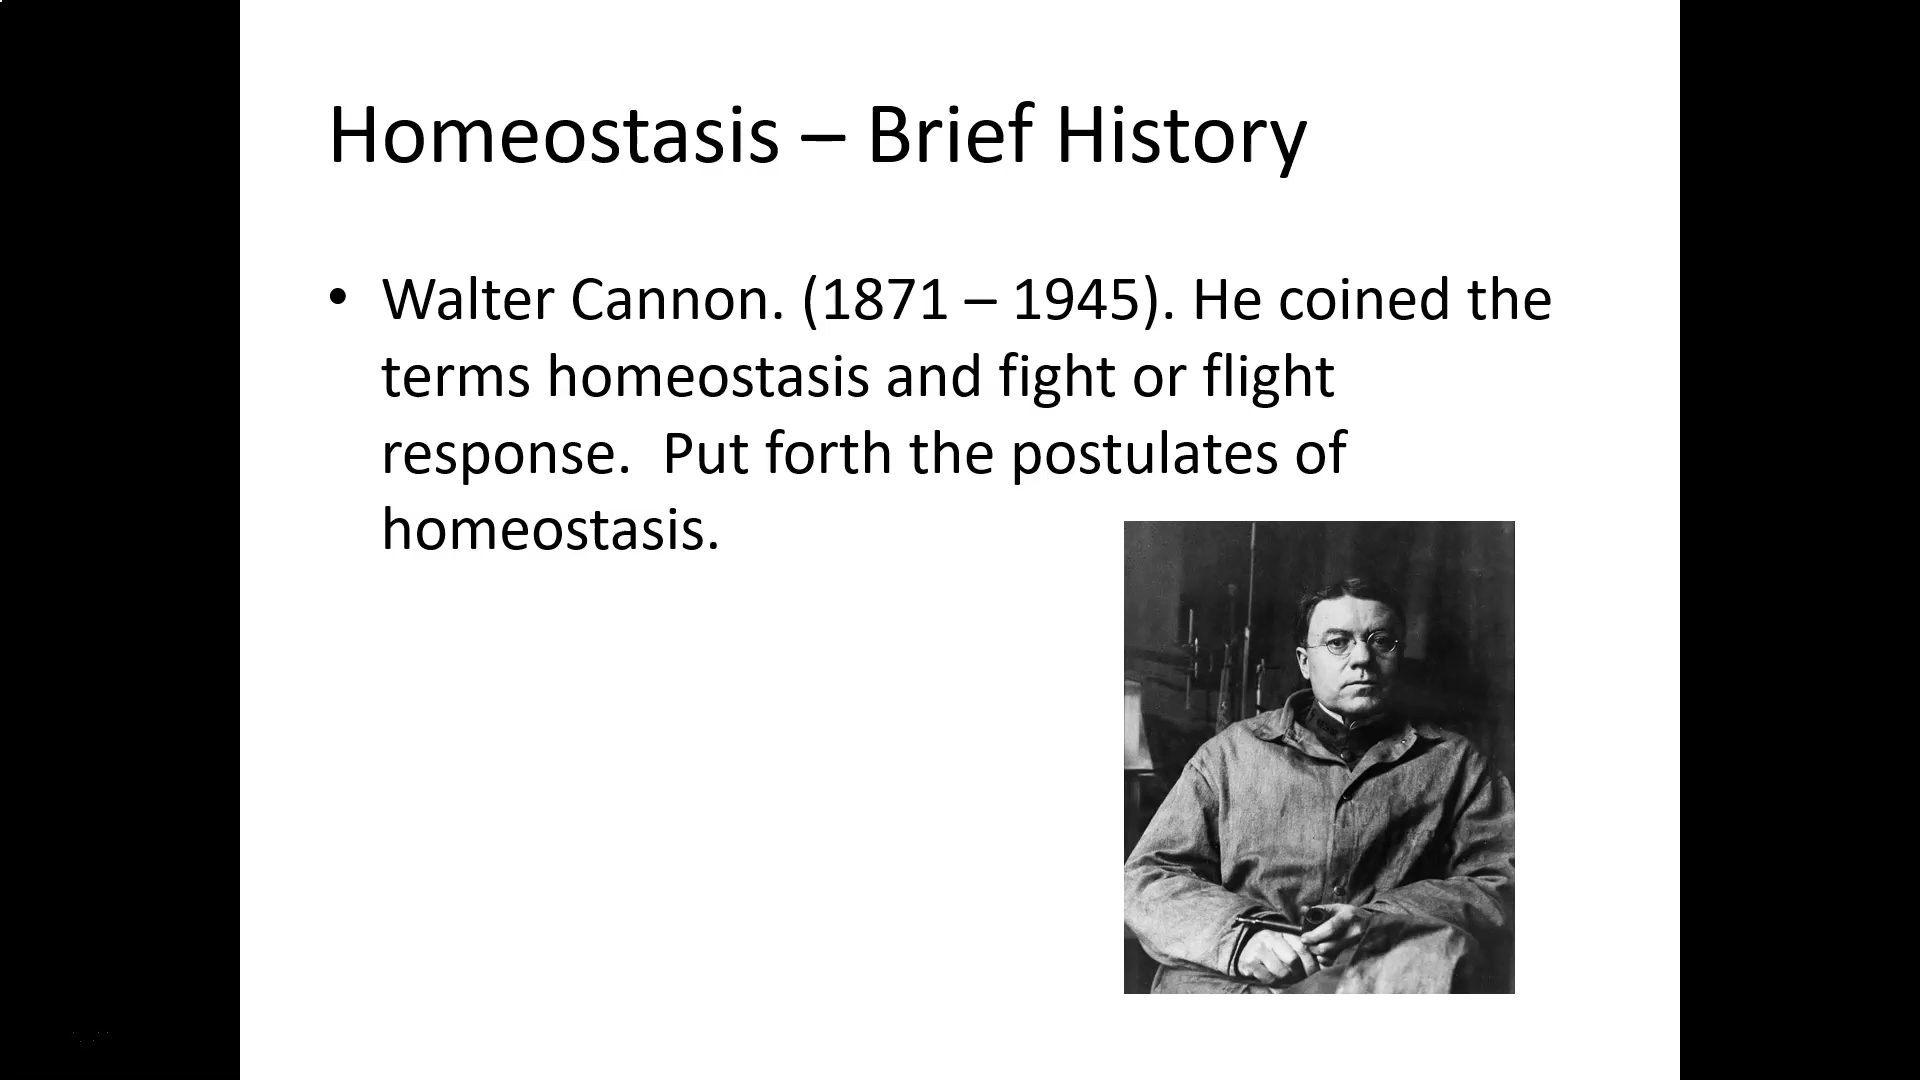 Homeostasis – Brief History
• Walter Cannon. (1871 – 1945). He coined the
terms homeostasis and fight or flight
response.  Put forth the postulates of
homeostasis.